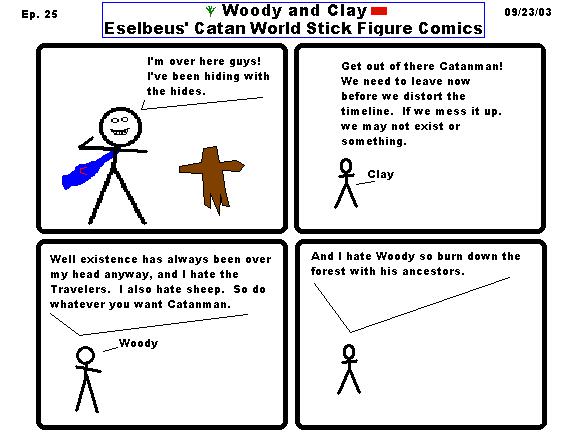 Ep. 25
Woody and Clay
09/23/03
Eselbeus' Catan World Stick Figure Comics
I'm over here guys!
I've been hiding with
the hides.
Get out of there Catanman!
We need to leave now
before we distort the
timeline. If we mess it up.
we may not exist or
something.
Clay
Well existence has always been over
my head anyway, and I hate the
Travelers. I also hate sheep. So do
whatever you want Catanman.
Woody
And I hate Woody so burn down the
forest with his ancestors.